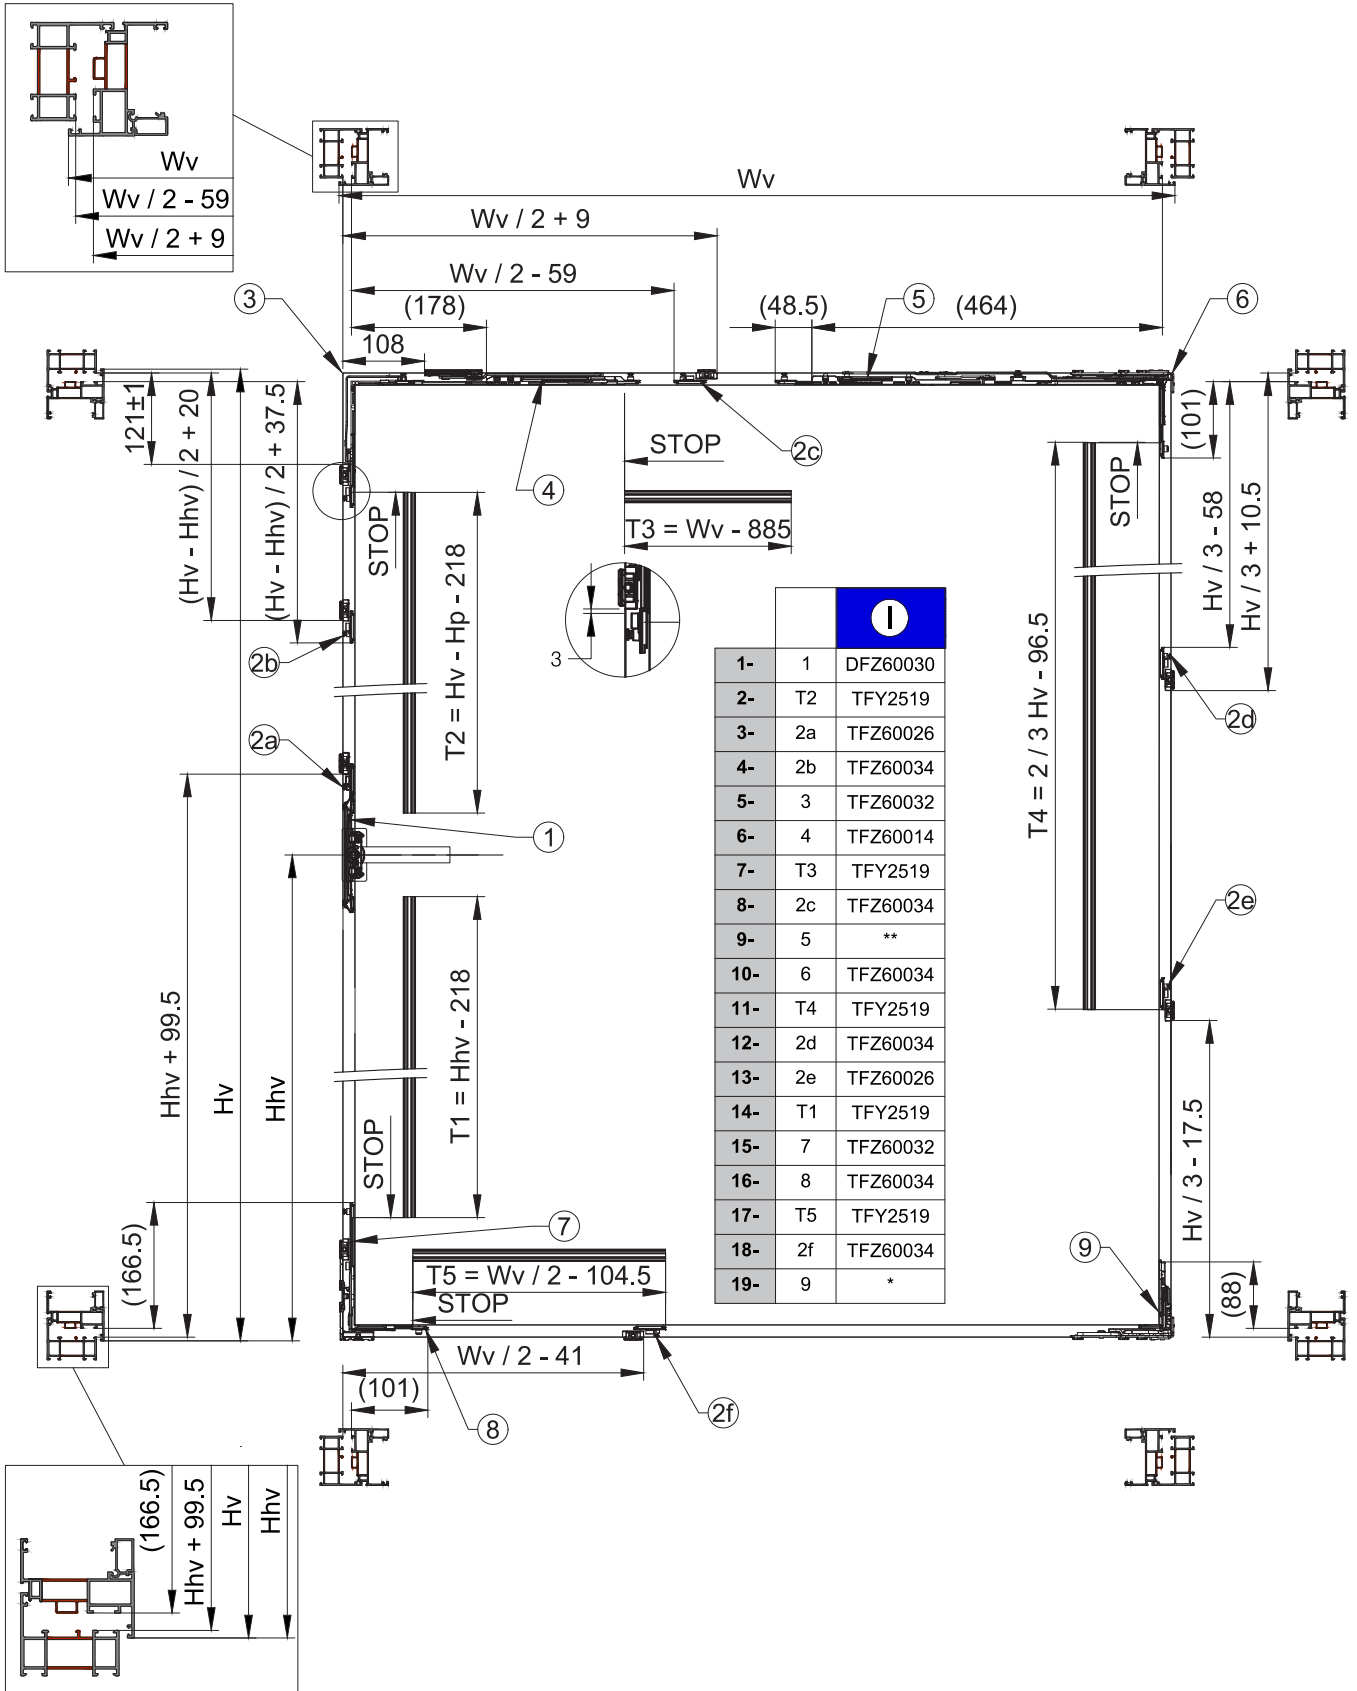 Wv
Wv / 2 - 59
Wv / 2 + 9
Wv
Wv / 2 + 9
Wv / 2 - 59
(178)
108
(48.5)
(464)
3
5
6
121±1
(Hv - Hhv) / 2 + 20
(Hv - Hhv) / 2 + 37.5
STOP
2c
4
STOP
T3 = Wv - 885
T2 = Hv - Hp - 218
3
2b
2a
1
(101)
STOP
Hv / 3 - 58
Hv / 3 + 10.5
T4 = 2 / 3 Hv - 96.5
2d
2e
I
1- 1 DFZ60030
2- T2 TFY2519
3- 2a TFZ60026
4- 2b TFZ60034
5- 3 TFZ60032
6- 4 TFZ60014
7- T3 TFY2519
8- 2c TFZ60034
9- 5 **
10- 6 TFZ60034
11- T4 TFY2519
12- 2d TFZ60034
13- 2e TFZ60026
14- T1 TFY2519
15- 7 TFZ60032
16- 8 TFZ60034
17- T5 TFY2519
18- 2f TFZ60034
19- 9 *
Hhv + 99.5
Hv
Hhv
T1 = Hhv - 218
STOP
Hv / 3 - 17.5
(166.5)
7
9
(88)
T5 = Wv / 2 - 104.5
STOP
Wv / 2 - 41
(101)
8
2f
(166.5)
Hhv + 99.5
Hv
Hhv